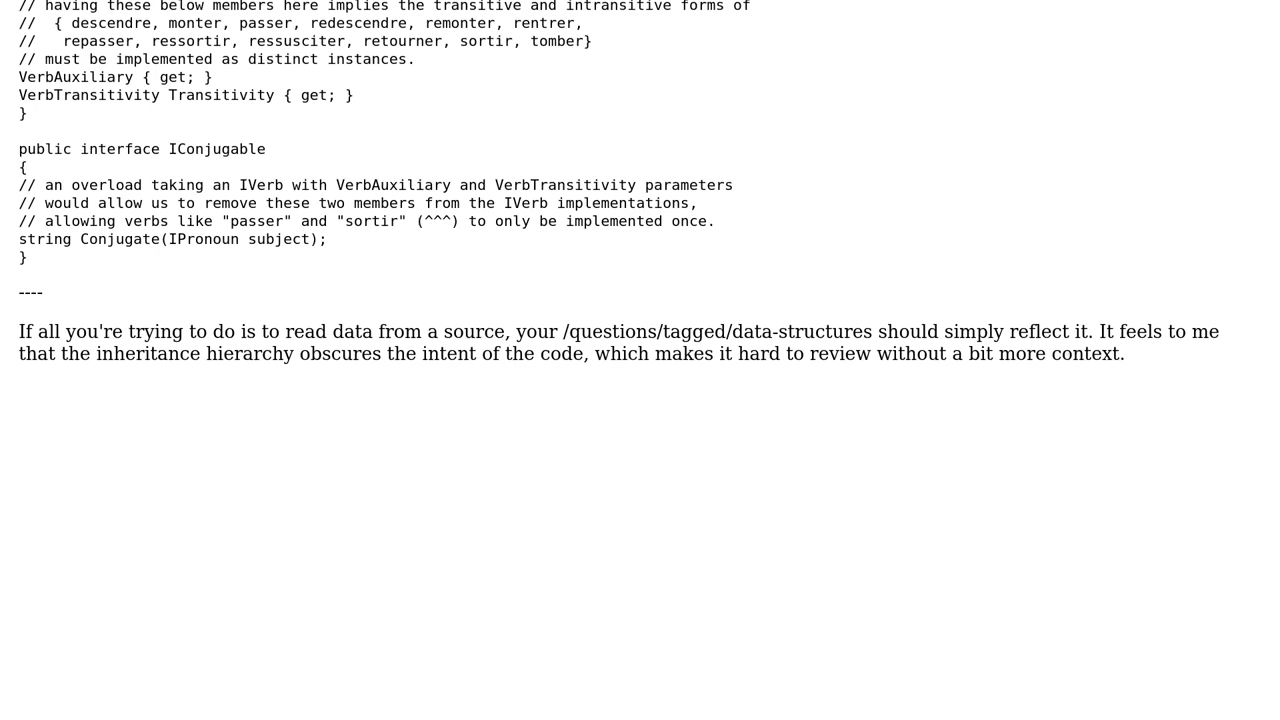 // having these below members here implies the transitive and intransitive forms of
//  { descendre, monter, passer, redescendre, remonter, rentrer,
//   repasser, ressortir, ressusciter, retourner, sortir, tomber}
// must be implemented as distinct instances.
VerbAuxiliary { get; }
VerbTransitivity Transitivity { get; }
}

public interface IConjugable
{
// an overload taking an IVerb with VerbAuxiliary and VerbTransitivity parameters
// would allow us to remove these two members from the IVerb implementations,
// allowing verbs like "passer" and "sortir" (^^^) to only be implemented once.
string Conjugate(IPronoun subject);
}

----

If all you're trying to do is to read data from a source, your /questions/tagged/data-structures should simply reflect it. It feels to me
that the inheritance hierarchy obscures the intent of the code, which makes it hard to review without a bit more context.